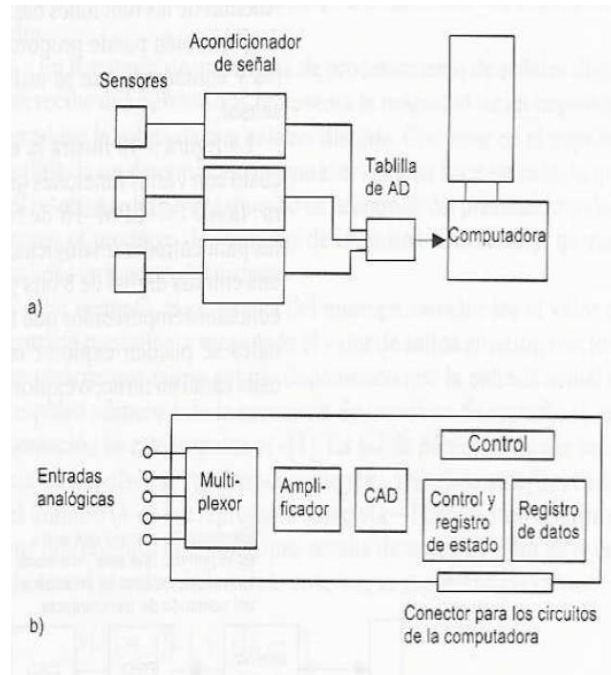 Acondicionador
de señal
Sensores
Tablilla
de AD
Computadora
a)
Control
Entradas
analógicas
Multi-
plexor
Ampli-
ficador
CAD
Control y
registro
de estado
Registro
de datos
Conector para los circuitos
de la computadora
b)